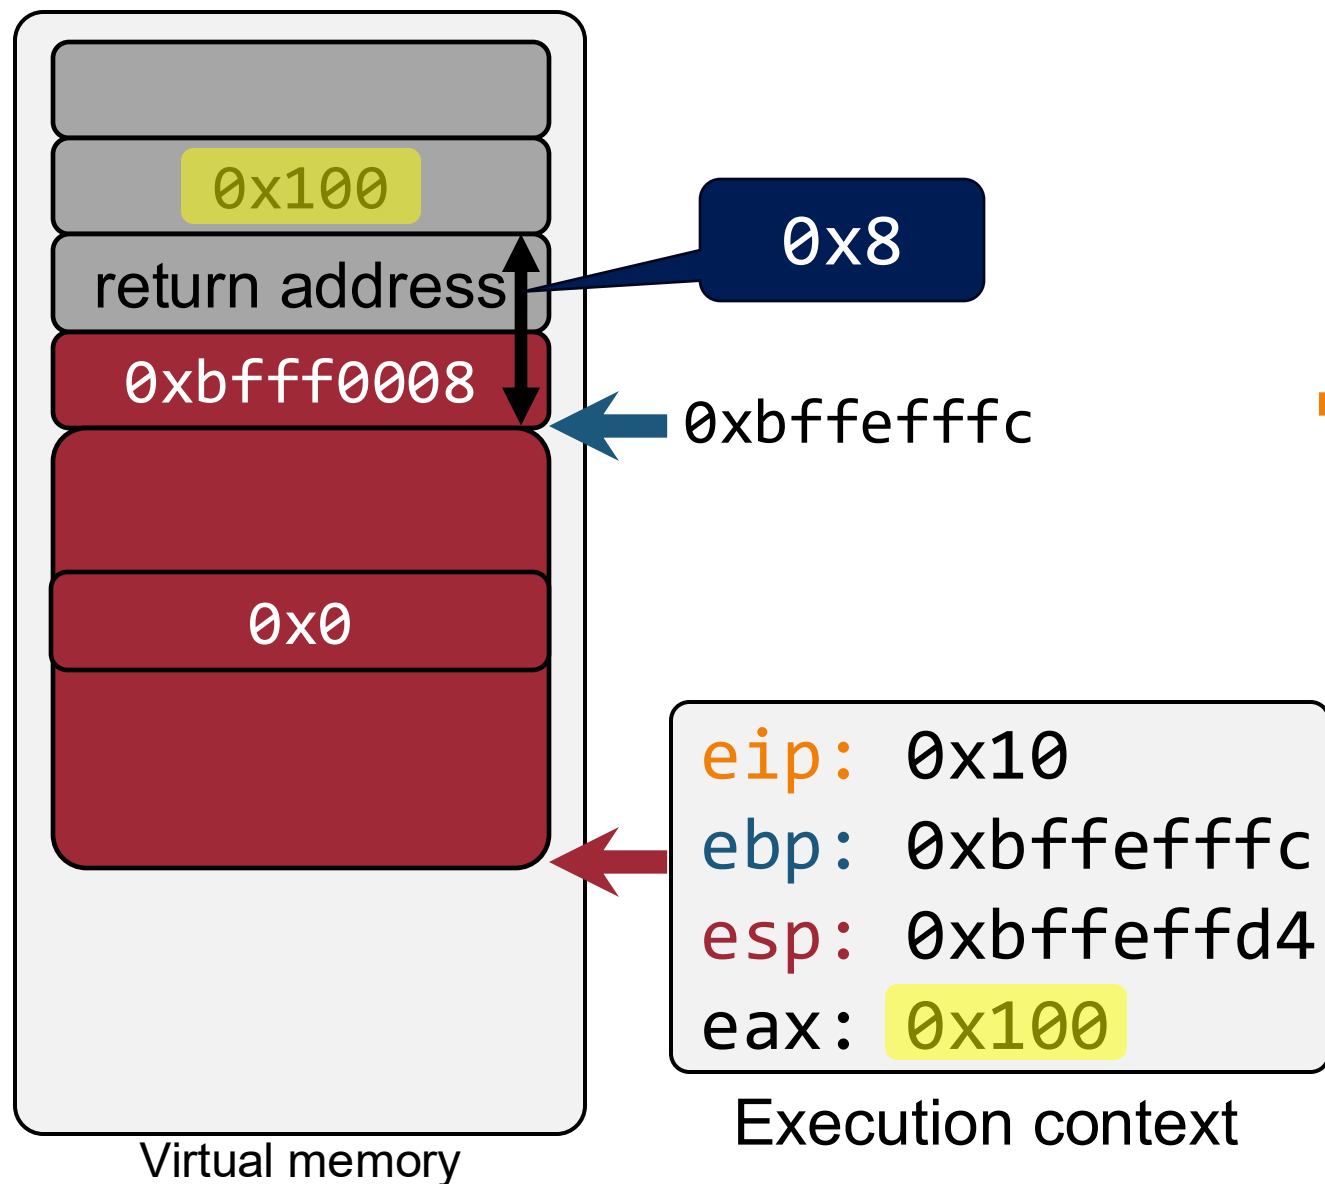 0x100
0x8
return address
0xbfff0008
0xbffefffc
0x0
eip: 0x10
ebp: 0xbffefffc
esp: 0xbffeffd4
eax: 0x100
Execution context
Virtual memory